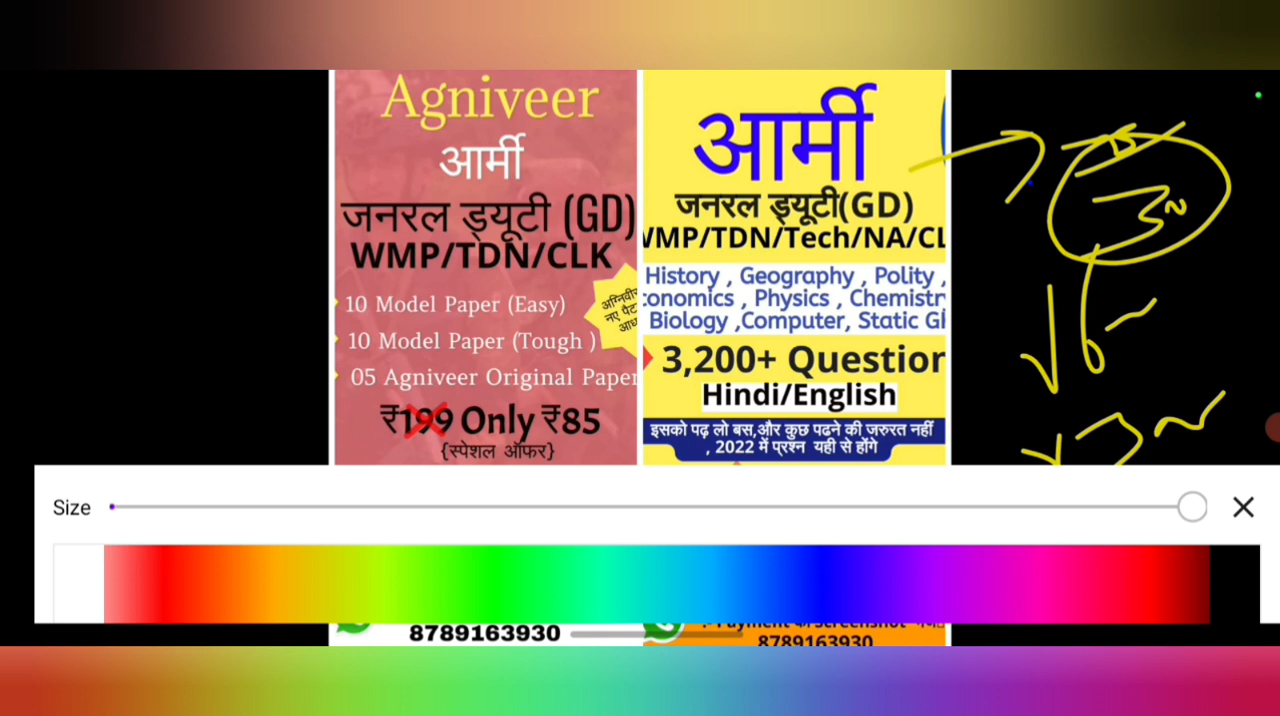 Agniveer
आर्मी
जनरल ड्यूटी (GD)
WMP/TDN/CLK
10 Model Paper (Easy)
10 Model Paper (Tough )
05 Agniveer Original Paper
₹199 Only ₹85
{स्पेशल ऑफर}
8789163930
आर्मी
जनरल ड्यूटी(GD)
WMP/TDN/Tech/NA/CL
History , Geography , Polity ,
conomics , Physics , Chemistr
Biology ,Computer, Static G
3,200+ Question
Hindi/English
इसको पढ़ लो बस,और कुछ पढने की जरुरत नहीं
, 2022 में प्रश्न यही से होंगे
Size
8789163930